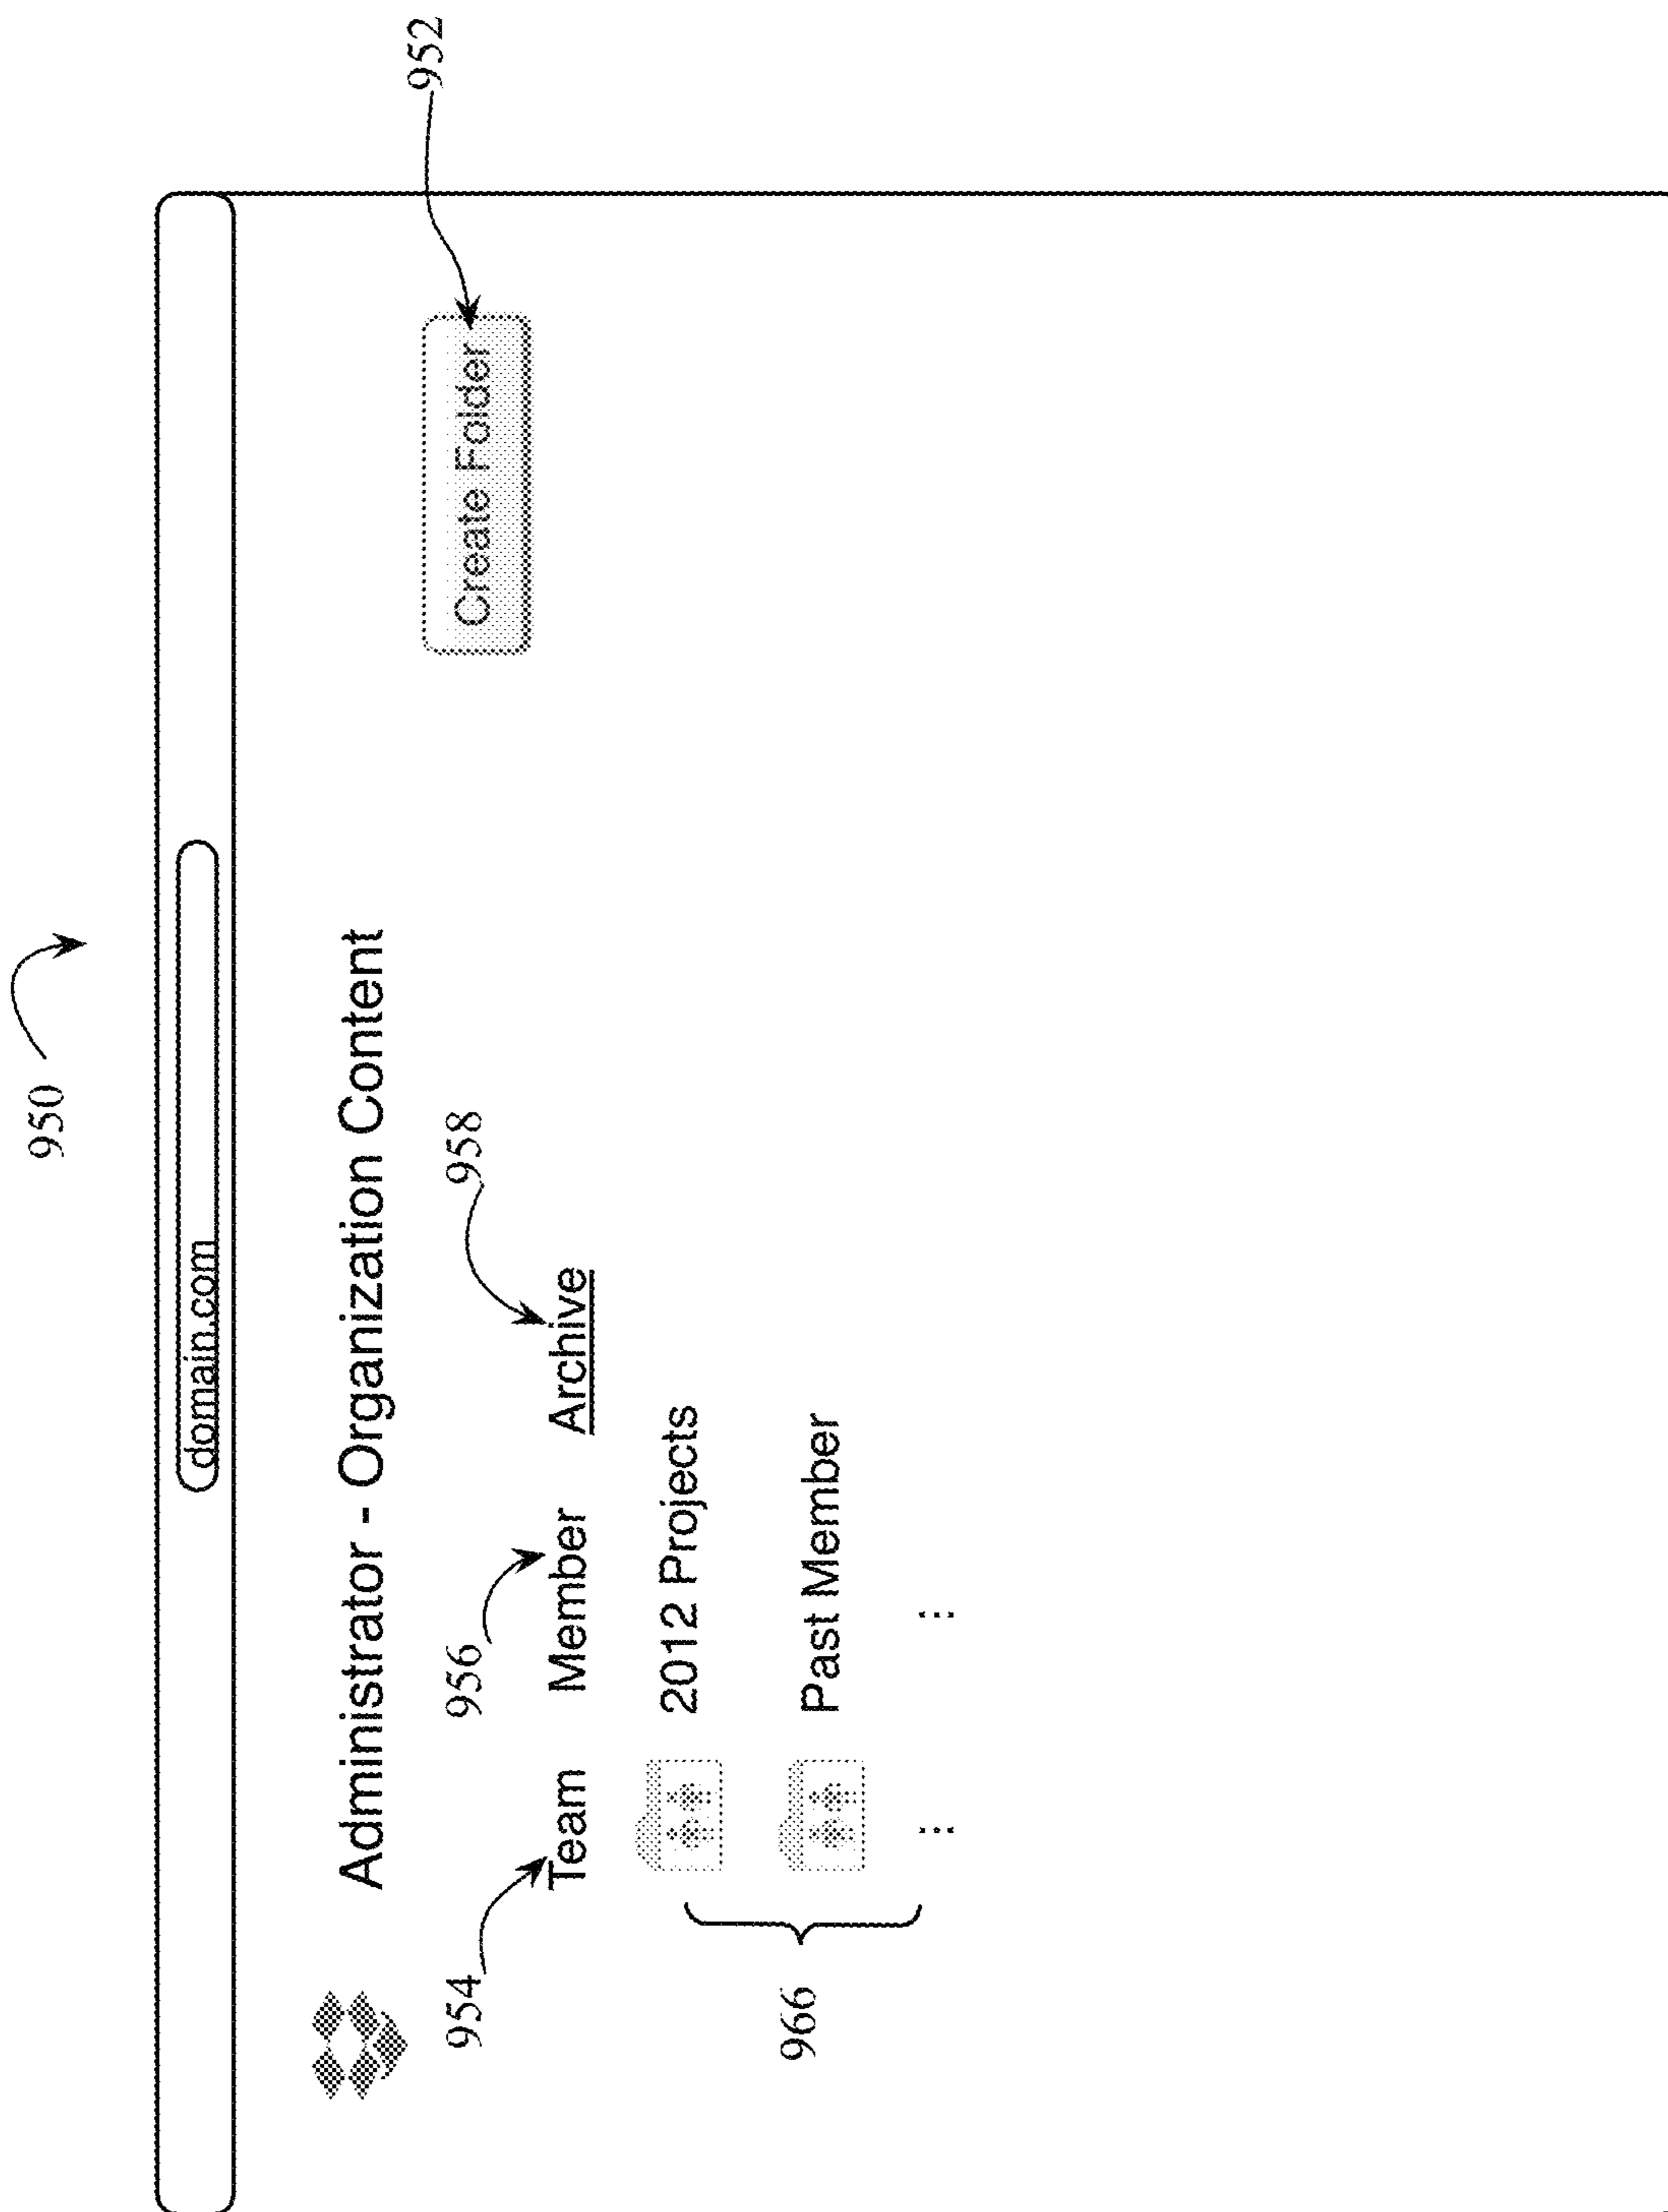 950
domain.com
Administrator - Organization Content
952
Create Folder
954 956 958
Team Member Archive
2012 Projects
966
Past Member